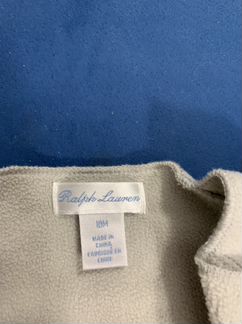 Ralph Lauren
18M
MADE IN
CHINA
FABRIQUÉ EN
CHINE